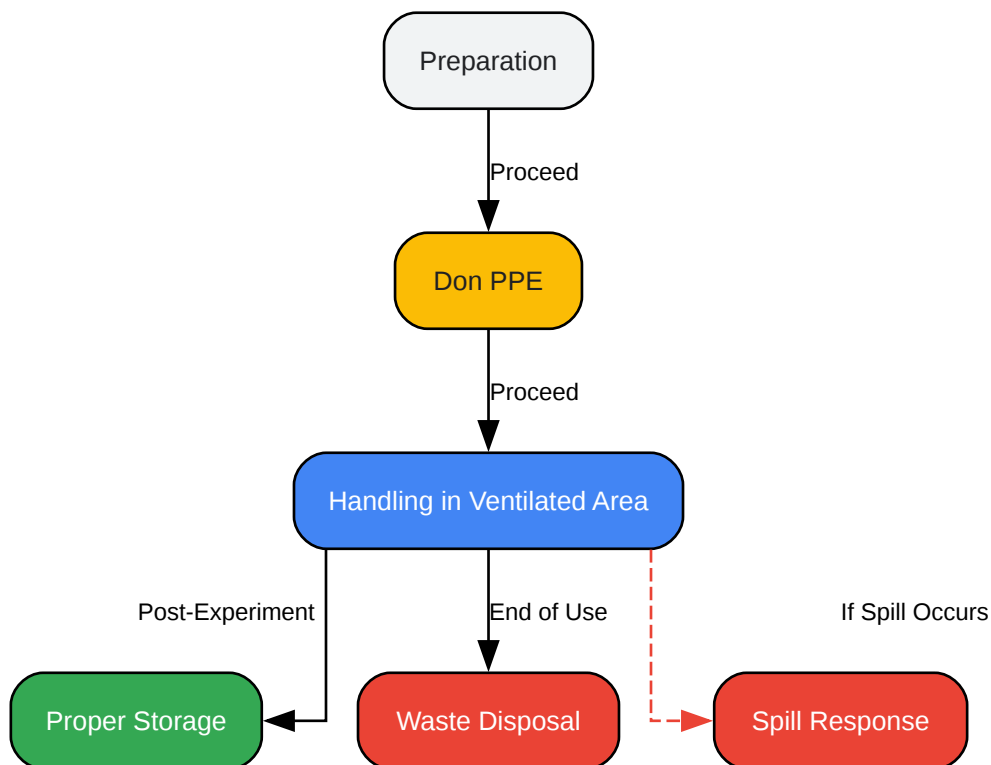 Preparation
Proceed
Don PPE
Proceed
Handling in Ventilated Area
Post-Experiment
End of Use
If Spill Occurs
Proper Storage
Waste Disposal
Spill Response